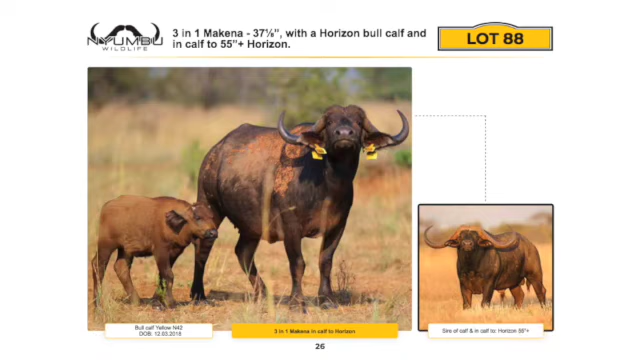 NYUMBU
WILDLIFE
3 in 1 Makena - 37⅛”, with a Horizon bull calf and
in calf to 55”+ Horizon.
LOT 88
Bull calf Yellow N42
DOB: 12.03.2018
3 in 1 Makena in calf to Horizon
Sire of calf & in calf to: Horizon 55”+
26